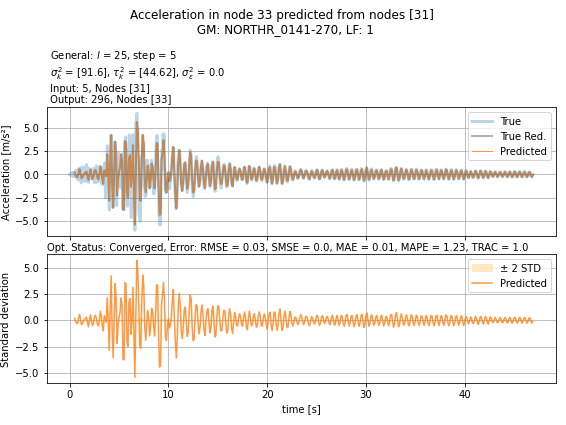 Acceleration in node 33 predicted from nodes [31]
GM: NORTHR_0141-270, LF: 1
General: l = 25, step = 5
σ²ₖ = [91.6], τ²ₖ = [44.62], σ²_ε = 0.0
Input: 5, Nodes [31]
Output: 296, Nodes [33]
Acceleration [m/s²]
5.0
2.5
0.0
−2.5
−5.0
True
True Red.
Predicted
Opt. Status: Converged, Error: RMSE = 0.03, SMSE = 0.0, MAE = 0.01, MAPE = 1.23, TRAC = 1.0
Standard deviation
5.0
2.5
0.0
−2.5
−5.0
± 2 STD
Predicted
0 10 20 30 40
time [s]